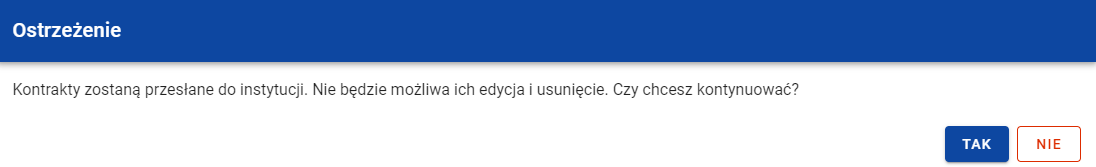 Ostrzeżenie
Kontrakty zostaną przesłane do instytucji. Nie będzie możliwa ich edycja i usunięcie. Czy chcesz kontynuować?
TAK NIE